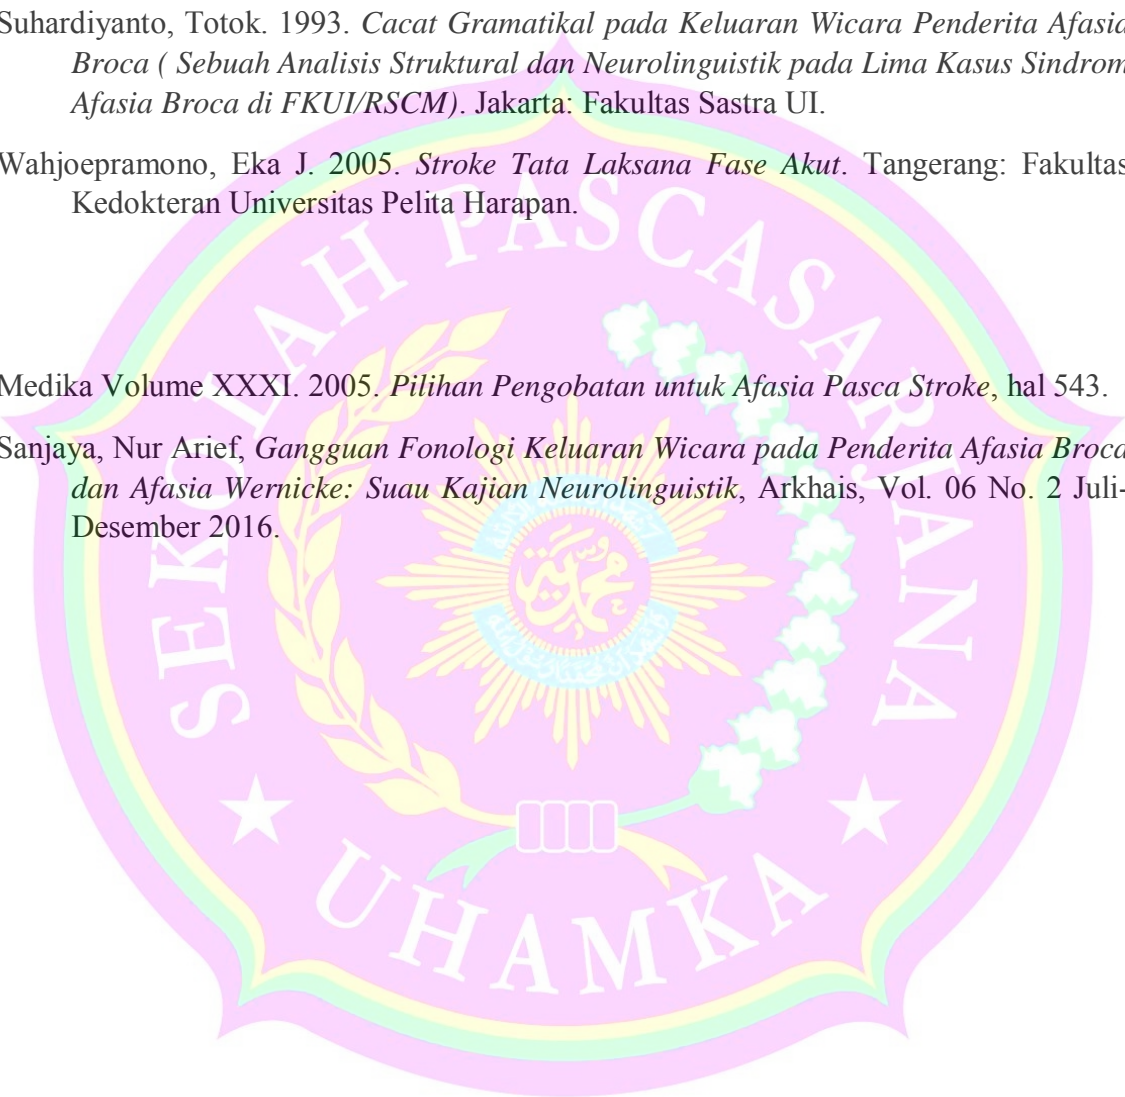 Suhardiyanto, Totok. 1993. Cacat Gramatikal pada Keluaran Wicara Penderita Afasia
Broca ( Sebuah Analisis Struktural dan Neurolinguistik pada Lima Kasus Sindrom
Afasia Broca di FKUI/RSCM). Jakarta: Fakultas Sastra UI.
Wahjoepramono, Eka J. 2005. Stroke Tata Laksana Fase Akut. Tangerang: Fakultas
Kedokteran Universitas Pelita Harapan.
SEKOLAH PASCASARJANA
Medika Volume XXXI. 2005. Pilihan Pengobatan untuk Afasia Pasca Stroke, hal 543.
Sanjaya, Nur Arief, Gangguan Fonologi Keluaran Wicara pada Penderita Afasia Broca
dan Afasia Wernicke: Suau Kajian Neurolinguistik, Arkhais, Vol. 06 No. 2 Juli-
Desember 2016.
محمدية
UHAMKA